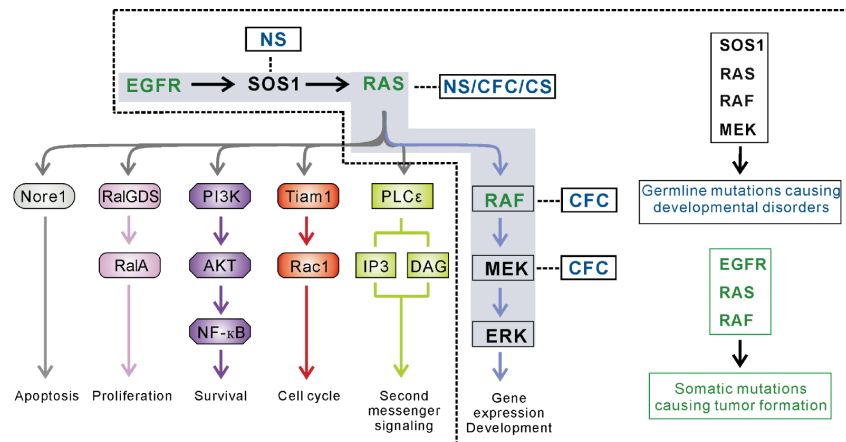 NS
EGFR
SOS1
RAS
NS/CFC/CS
Nore1
RalGDS
PI3K
Tiam1
PLCε
RAF
CFC
RalA
AKT
Rac1
IP3
DAG
MEK
CFC
NF-κB
ERK
Apoptosis
Proliferation
Survival
Cell cycle
Second
messenger
signaling
Gene
expression
Development
SOS1
RAS
RAF
MEK
Germline mutations causing
developmental disorders
EGFR
RAS
RAF
Somatic mutations
causing tumor formation